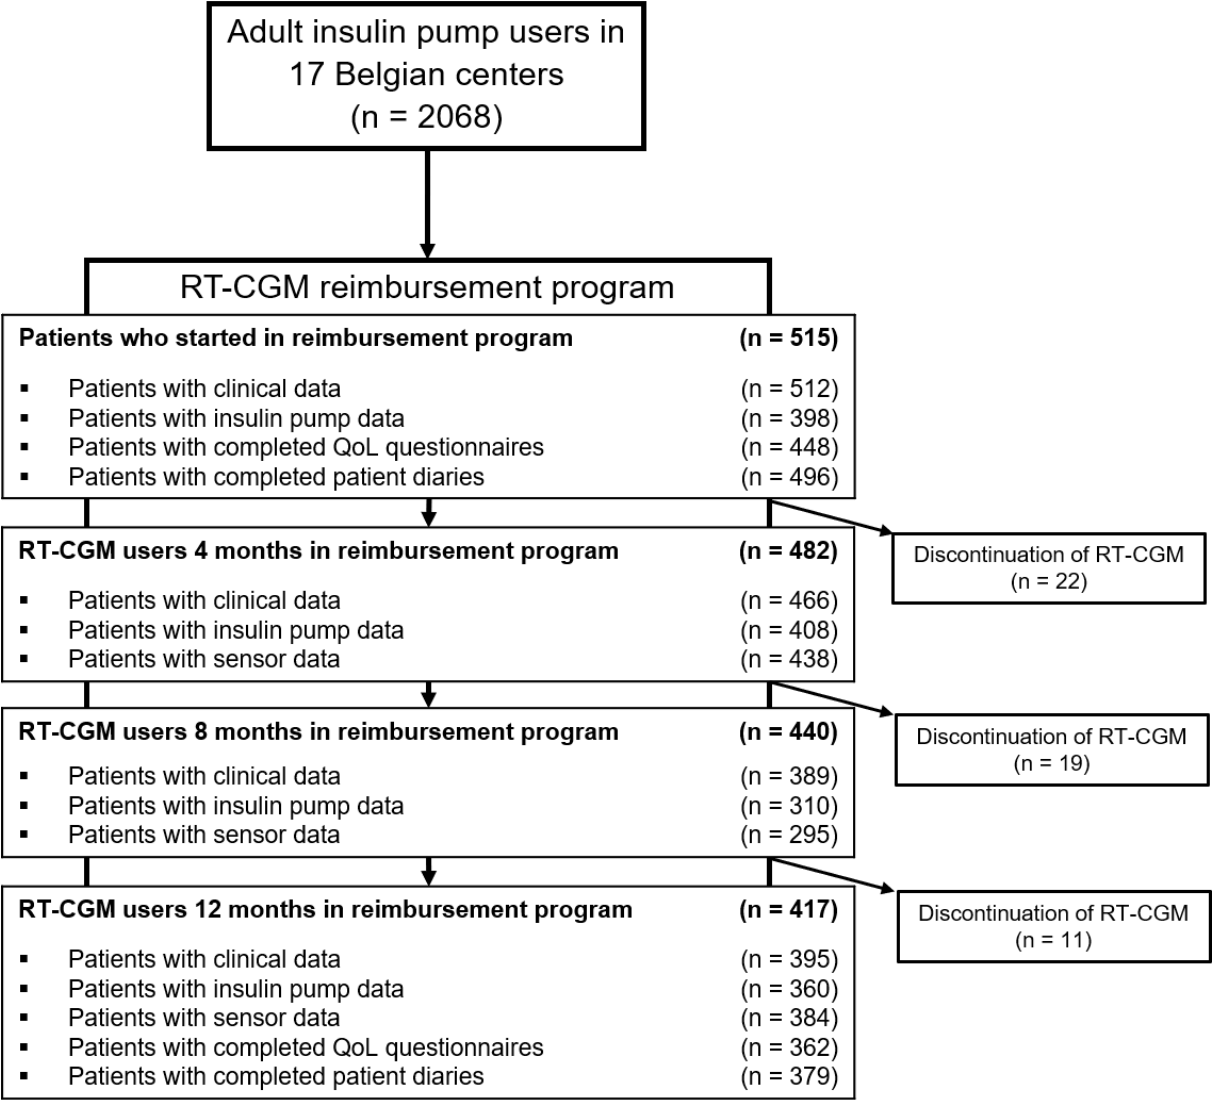 Adult insulin pump users in
17 Belgian centers
(n = 2068)
RT-CGM reimbursement program
Patients who started in reimbursement program (n = 515)
▪ Patients with clinical data (n = 512)
▪ Patients with insulin pump data (n = 398)
▪ Patients with completed QoL questionnaires (n = 448)
▪ Patients with completed patient diaries (n = 496)
Discontinuation of RT-CGM
(n = 22)
RT-CGM users 4 months in reimbursement program (n = 482)
▪ Patients with clinical data (n = 466)
▪ Patients with insulin pump data (n = 408)
▪ Patients with sensor data (n = 438)
Discontinuation of RT-CGM
(n = 19)
RT-CGM users 8 months in reimbursement program (n = 440)
▪ Patients with clinical data (n = 389)
▪ Patients with insulin pump data (n = 310)
▪ Patients with sensor data (n = 295)
Discontinuation of RT-CGM
(n = 11)
RT-CGM users 12 months in reimbursement program (n = 417)
▪ Patients with clinical data (n = 395)
▪ Patients with insulin pump data (n = 360)
▪ Patients with sensor data (n = 384)
▪ Patients with completed QoL questionnaires (n = 362)
▪ Patients with completed patient diaries (n = 379)